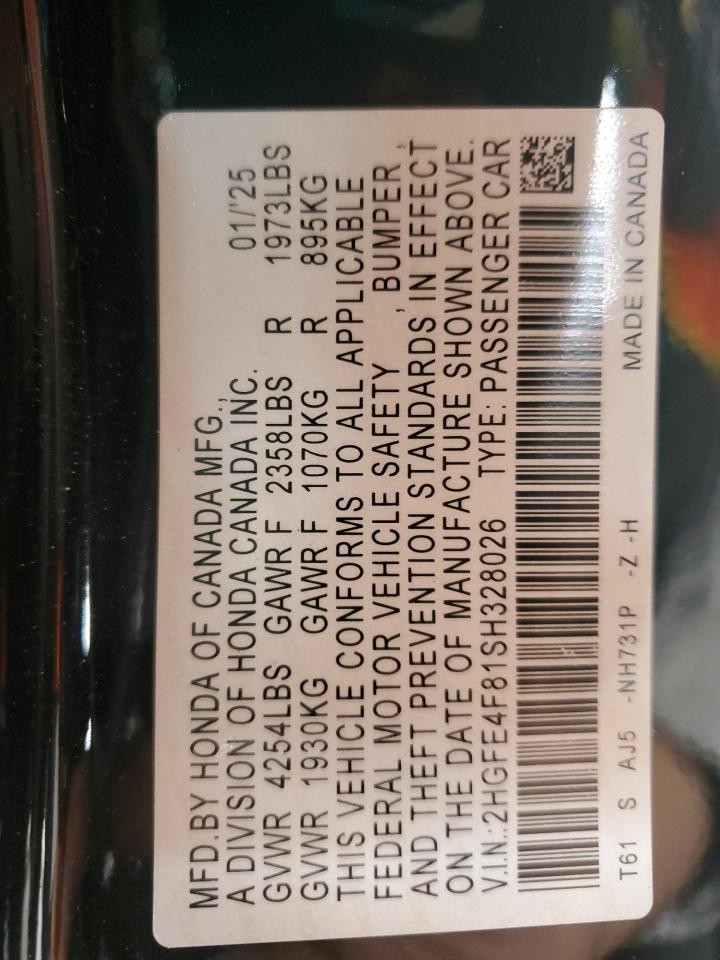 MFD.BY HONDA OF CANADA MFG.,
A DIVISION OF HONDA CANADA INC. 01/'25
GVWR 4254LBS GAWR F 2358LBS R 1973LBS
GVWR 1930KG GAWR F 1070KG R 895KG
THIS VEHICLE CONFORMS TO ALL APPLICABLE
FEDERAL MOTOR VEHICLE SAFETY , BUMPER ,
AND THEFT PREVENTION STANDARDS IN EFFECT
ON THE DATE OF MANUFACTURE SHOWN ABOVE.
V.I.N.:2HGFE4F81SH328026 TYPE: PASSENGER CAR
T61 S AJ5 -NH731P -Z -H MADE IN CANADA